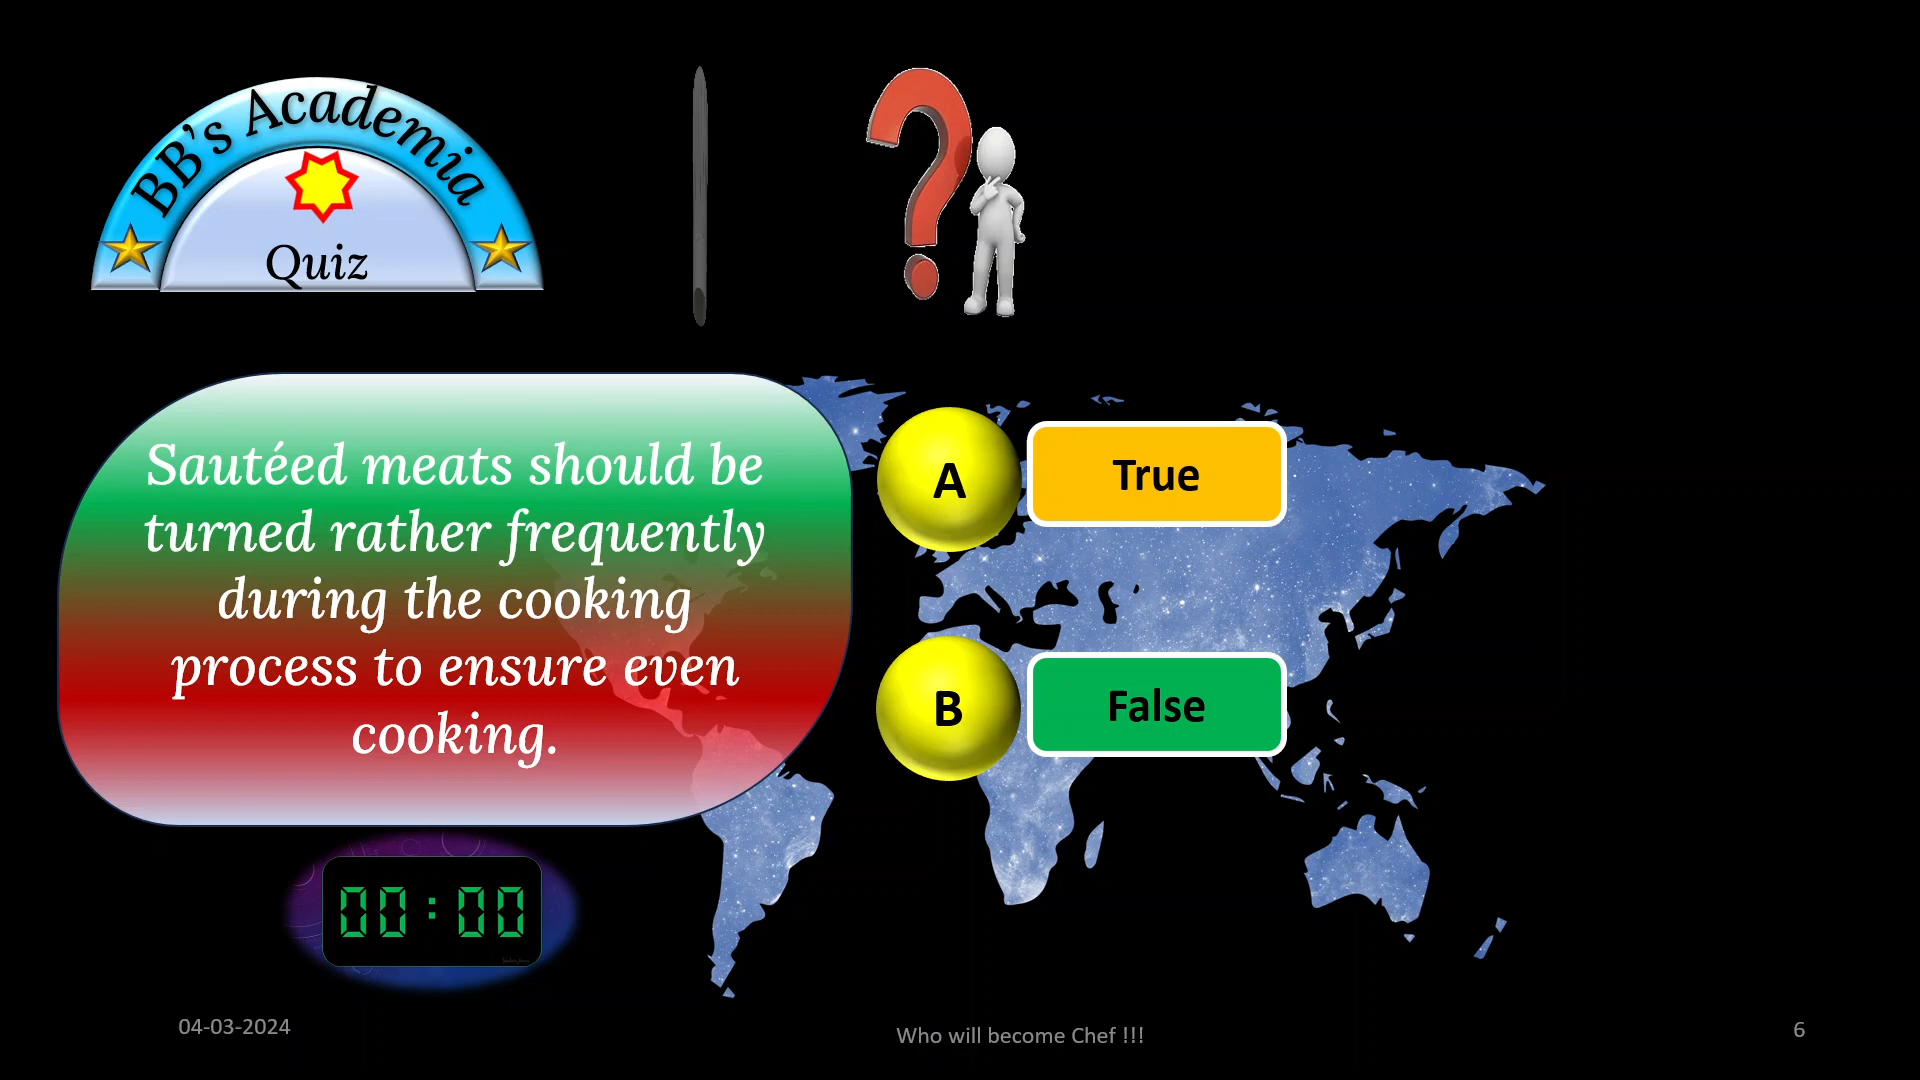 BB's Academia
Quiz
Sautéed meats should be
turned rather frequently
during the cooking
process to ensure even
cooking.
A
True
B
False
00:00
04-03-2024
Who will become Chef !!!
6